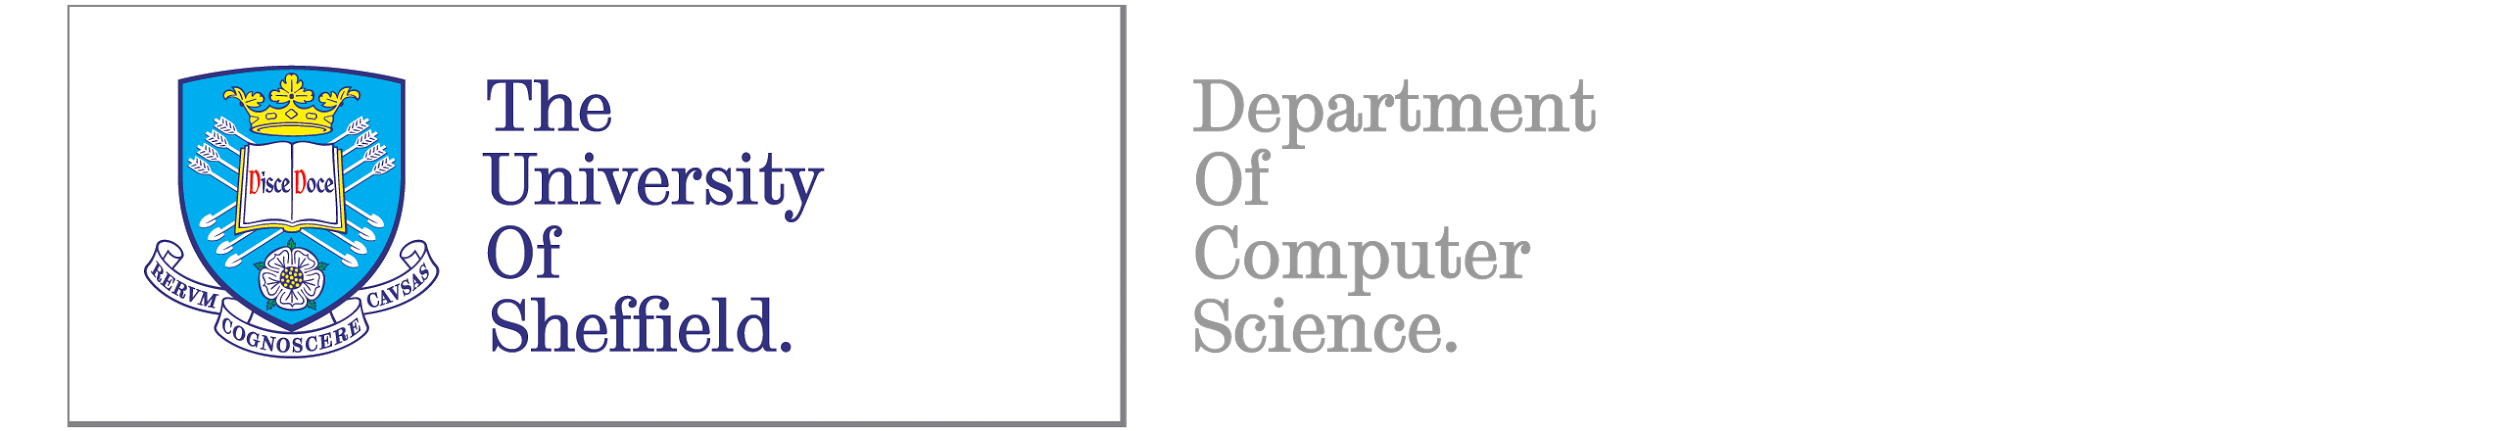 Disce Doce
RERVM
COGNOSCERE
CAVSAS
The
University
Of
Sheffield.
Department
Of
Computer
Science.